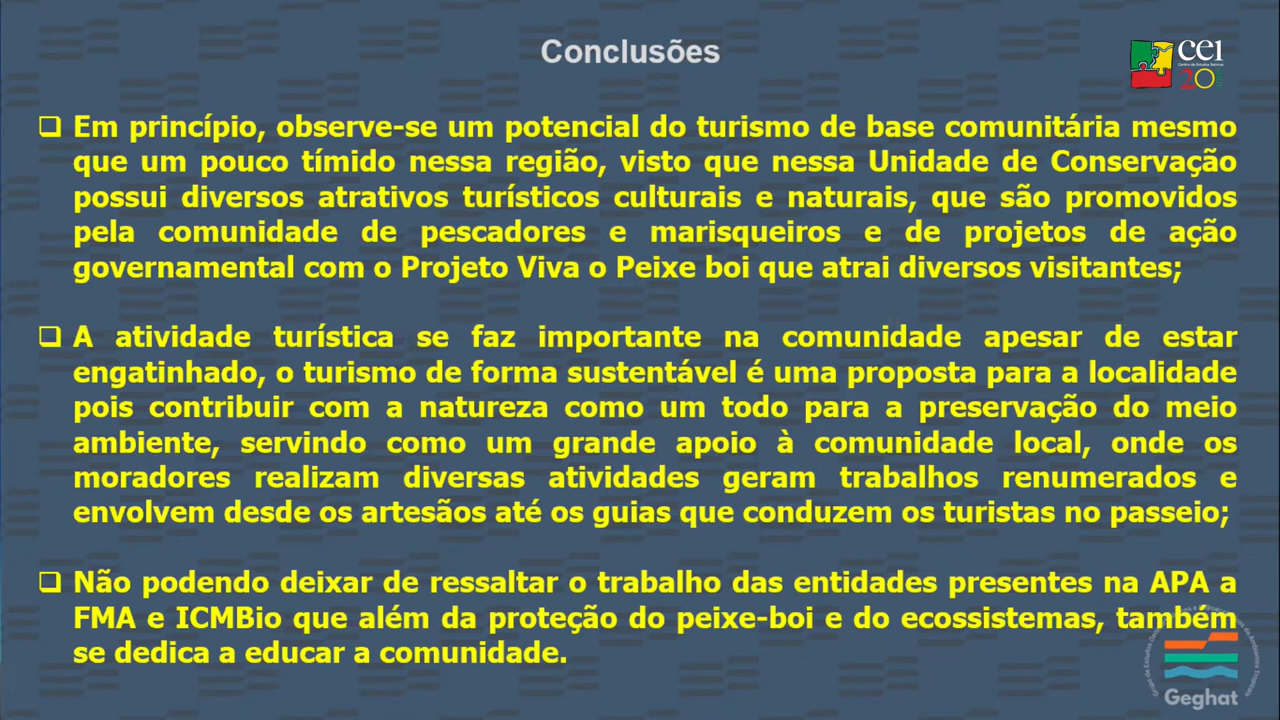 Conclusões
cei
Centro de Estudos Ibéricos
20
Em princípio, observe-se um potencial do turismo de base comunitária mesmo
que um pouco tímido nessa região, visto que nessa Unidade de Conservação
possui diversos atrativos turísticos culturais e naturais, que são promovidos
pela comunidade de pescadores e marisqueiros e de projetos de ação
governamental com o Projeto Viva o Peixe boi que atrai diversos visitantes;
A atividade turística se faz importante na comunidade apesar de estar
engatinhado, o turismo de forma sustentável é uma proposta para a localidade
pois contribuir com a natureza como um todo para a preservação do meio
ambiente, servindo como um grande apoio à comunidade local, onde os
moradores realizam diversas atividades geram trabalhos renumerados e
envolvem desde os artesãos até os guias que conduzem os turistas no passeio;
Não podendo deixar de ressaltar o trabalho das entidades presentes na APA a
FMA e ICMBio que além da proteção do peixe-boi e do ecossistemas, também
se dedica a educar a comunidade.
Geghat